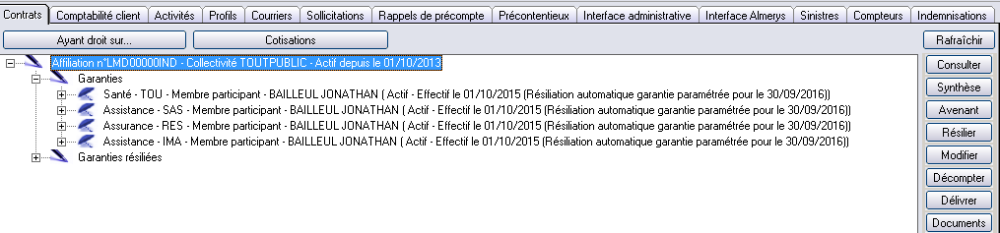 Contrats Comptabilité client Activités Profils Courriers Sollicitations Rappels de précompte Précontentieux Interface administrative Interface Almerys Sinistres Compteurs Indemnisations
Ayant droit sur... Cotisations Rafraîchir
Affiliation n°LMD00000IND - Collectivité TOUTPUBLIC - Actif depuis le 01/10/2013
Garanties
Santé - TOU - Membre participant - BAILLEUL JONATHAN ( Actif - Effectif le 01/10/2015 (Résiliation automatique garantie paramétrée pour le 30/09/2016))
Assistance - SAS - Membre participant - BAILLEUL JONATHAN ( Actif - Effectif le 01/10/2015 (Résiliation automatique garantie paramétrée pour le 30/09/2016))
Assurance - RES - Membre participant - BAILLEUL JONATHAN ( Actif - Effectif le 01/10/2015 (Résiliation automatique garantie paramétrée pour le 30/09/2016))
Assistance - IMA - Membre participant - BAILLEUL JONATHAN ( Actif - Effectif le 01/10/2015 (Résiliation automatique garantie paramétrée pour le 30/09/2016))
Garanties résiliées
Consulter
Synthèse
Avenant
Résilier
Modifier
Décompter
Délivrer
Documents